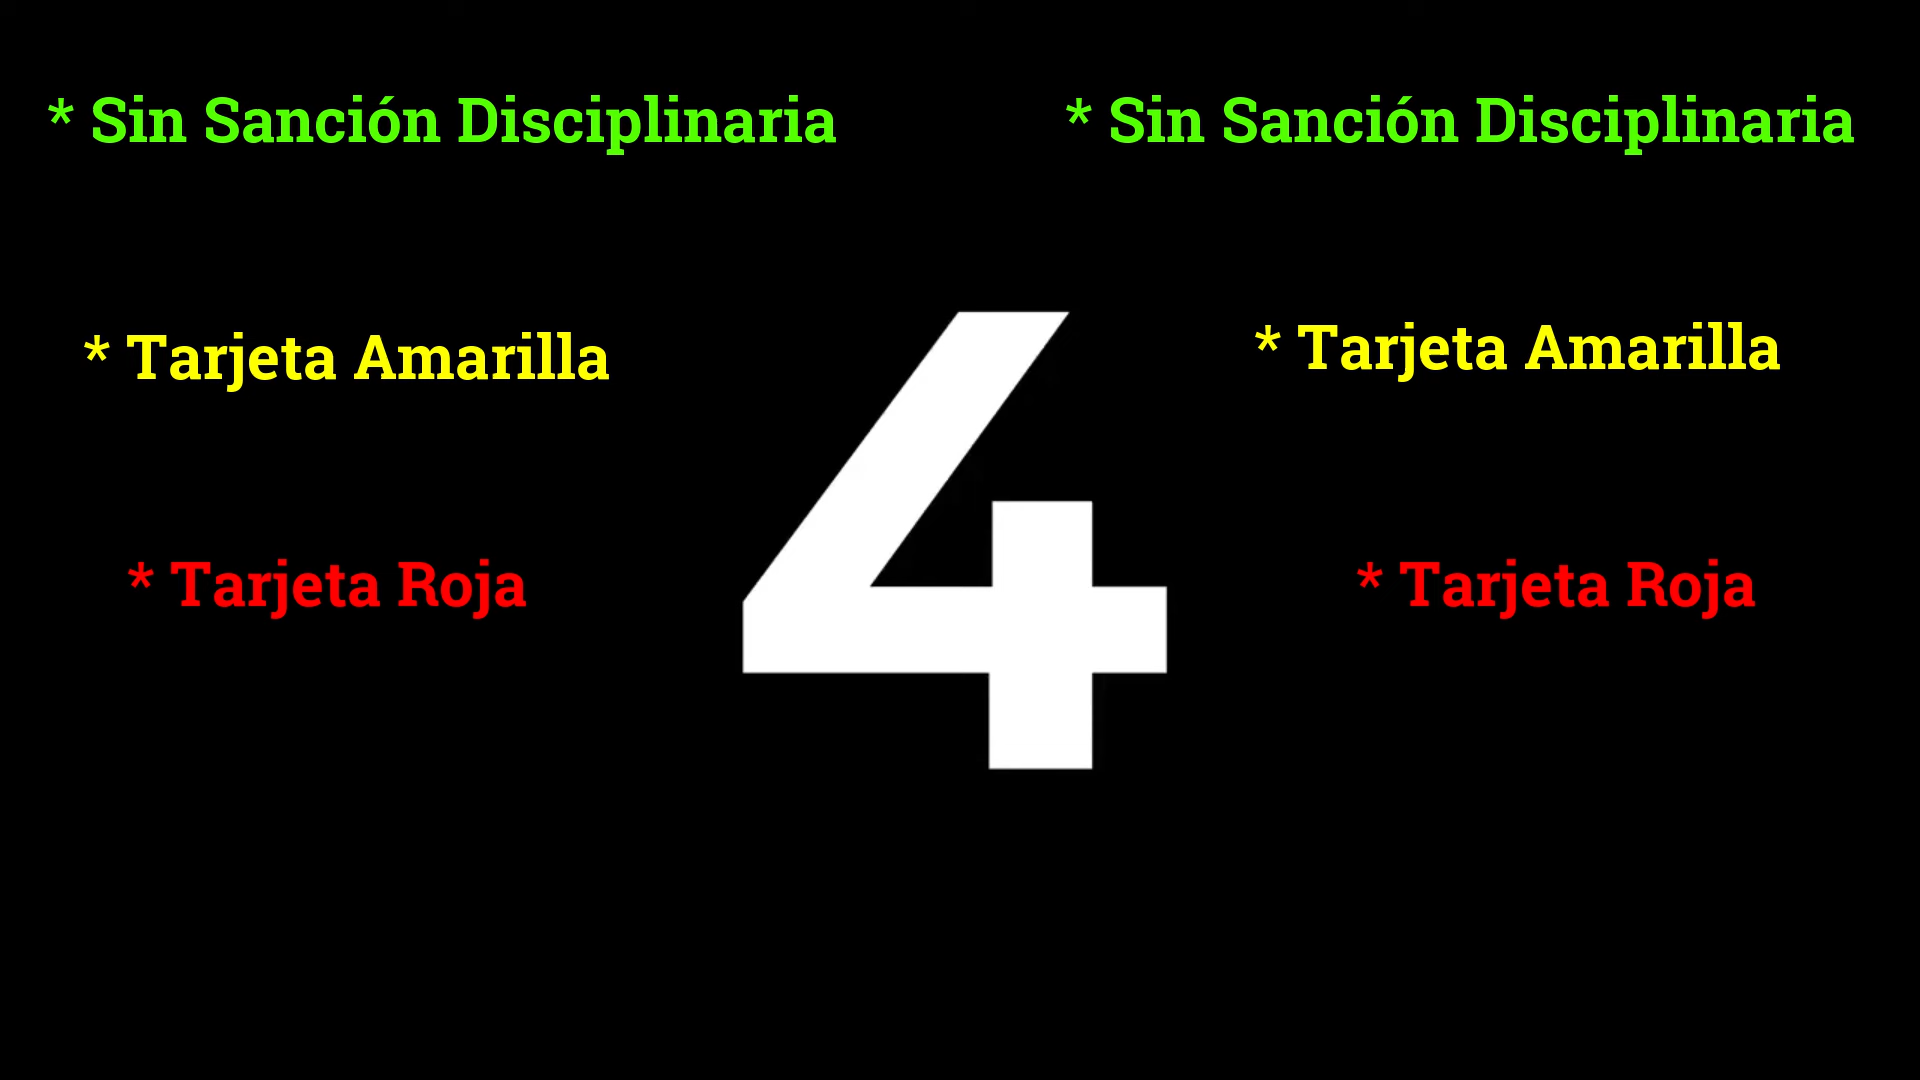 * Sin Sanción Disciplinaria
* Sin Sanción Disciplinaria
* Tarjeta Amarilla
* Tarjeta Amarilla
4
* Tarjeta Roja
* Tarjeta Roja